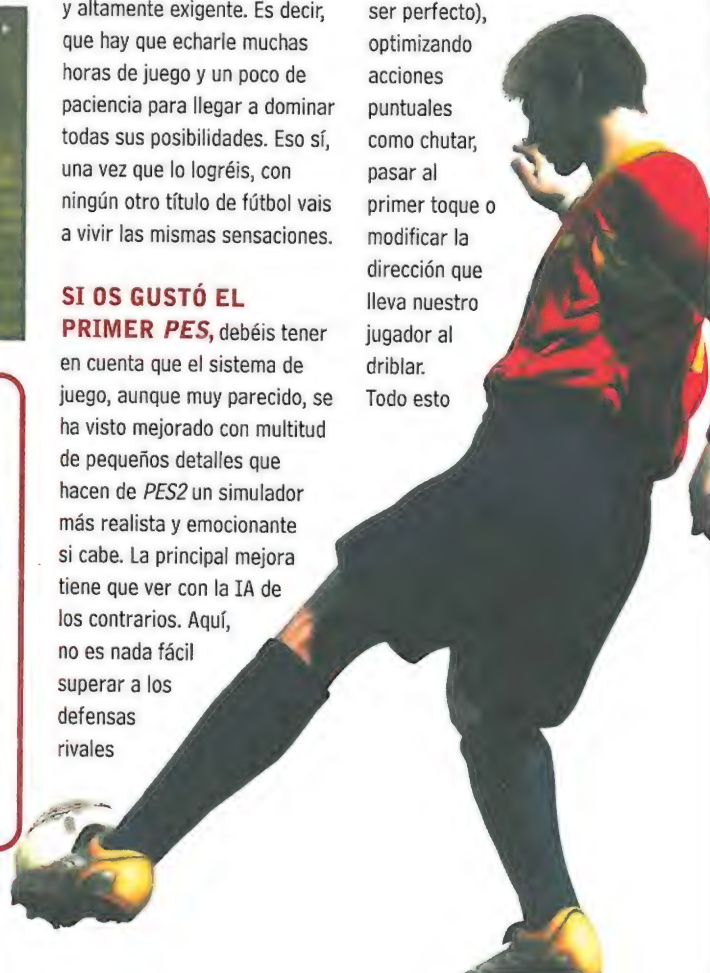 y altamente exigente. Es decir,
que hay que echarle muchas
horas de juego y un poco de
paciencia para llegar a dominar
todas sus posibilidades. Eso sí,
una vez que lo logréis, con
ningún otro título de fútbol vais
a vivir las mismas sensaciones.
SI OS GUSTÓ EL
PRIMER PES, debéis tener
en cuenta que el sistema de
juego, aunque muy parecido, se
ha visto mejorado con multitud
de pequeños detalles que
hacen de PES2 un simulador
más realista y emocionante
si cabe. La principal mejora
tiene que ver con la IA de
los contrarios. Aquí,
no es nada fácil
superar a los
defensas
rivales
ser perfecto),
optimizando
acciones
puntuales
como chutar,
pasar al
primer toque o
modificar la
dirección que
lleva nuestro
jugador al
driblar.
Todo esto